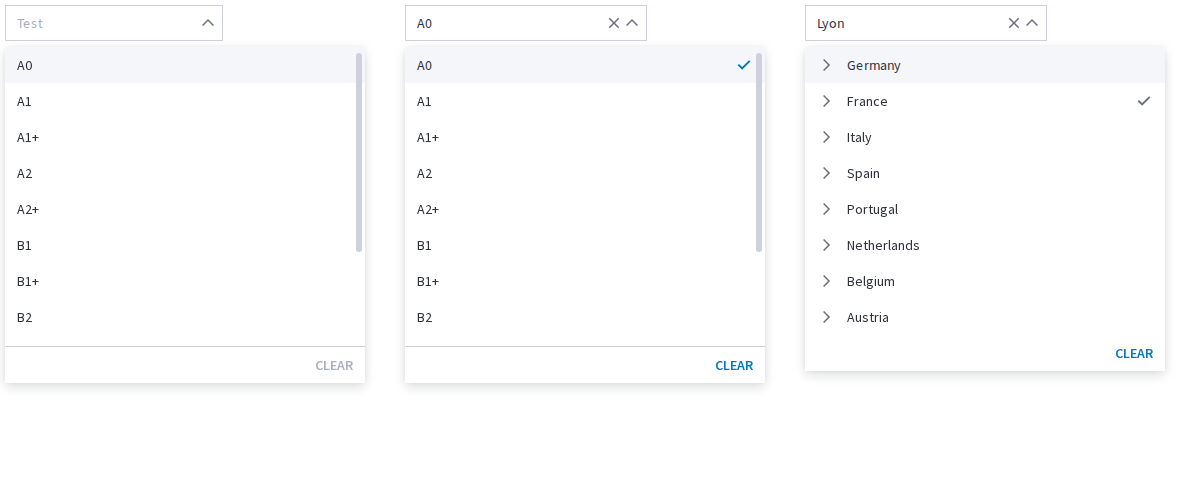 Test
A0
A1
A1+
A2
A2+
B1
B1+
B2
CLEAR
A0
A0
A1
A1+
A2
A2+
B1
B1+
B2
CLEAR
Lyon
Germany
France
Italy
Spain
Portugal
Netherlands
Belgium
Austria
CLEAR